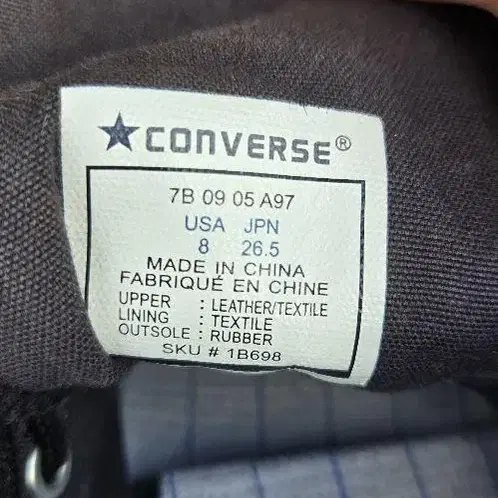 ★CONVERSE®
7B 09 05 A97
USA JPN
8 26.5
MADE IN CHINA
FABRIQUÉ EN CHINE
UPPER : LEATHER/TEXTILE
LINING : TEXTILE
OUTSOLE : RUBBER
SKU # 1B698